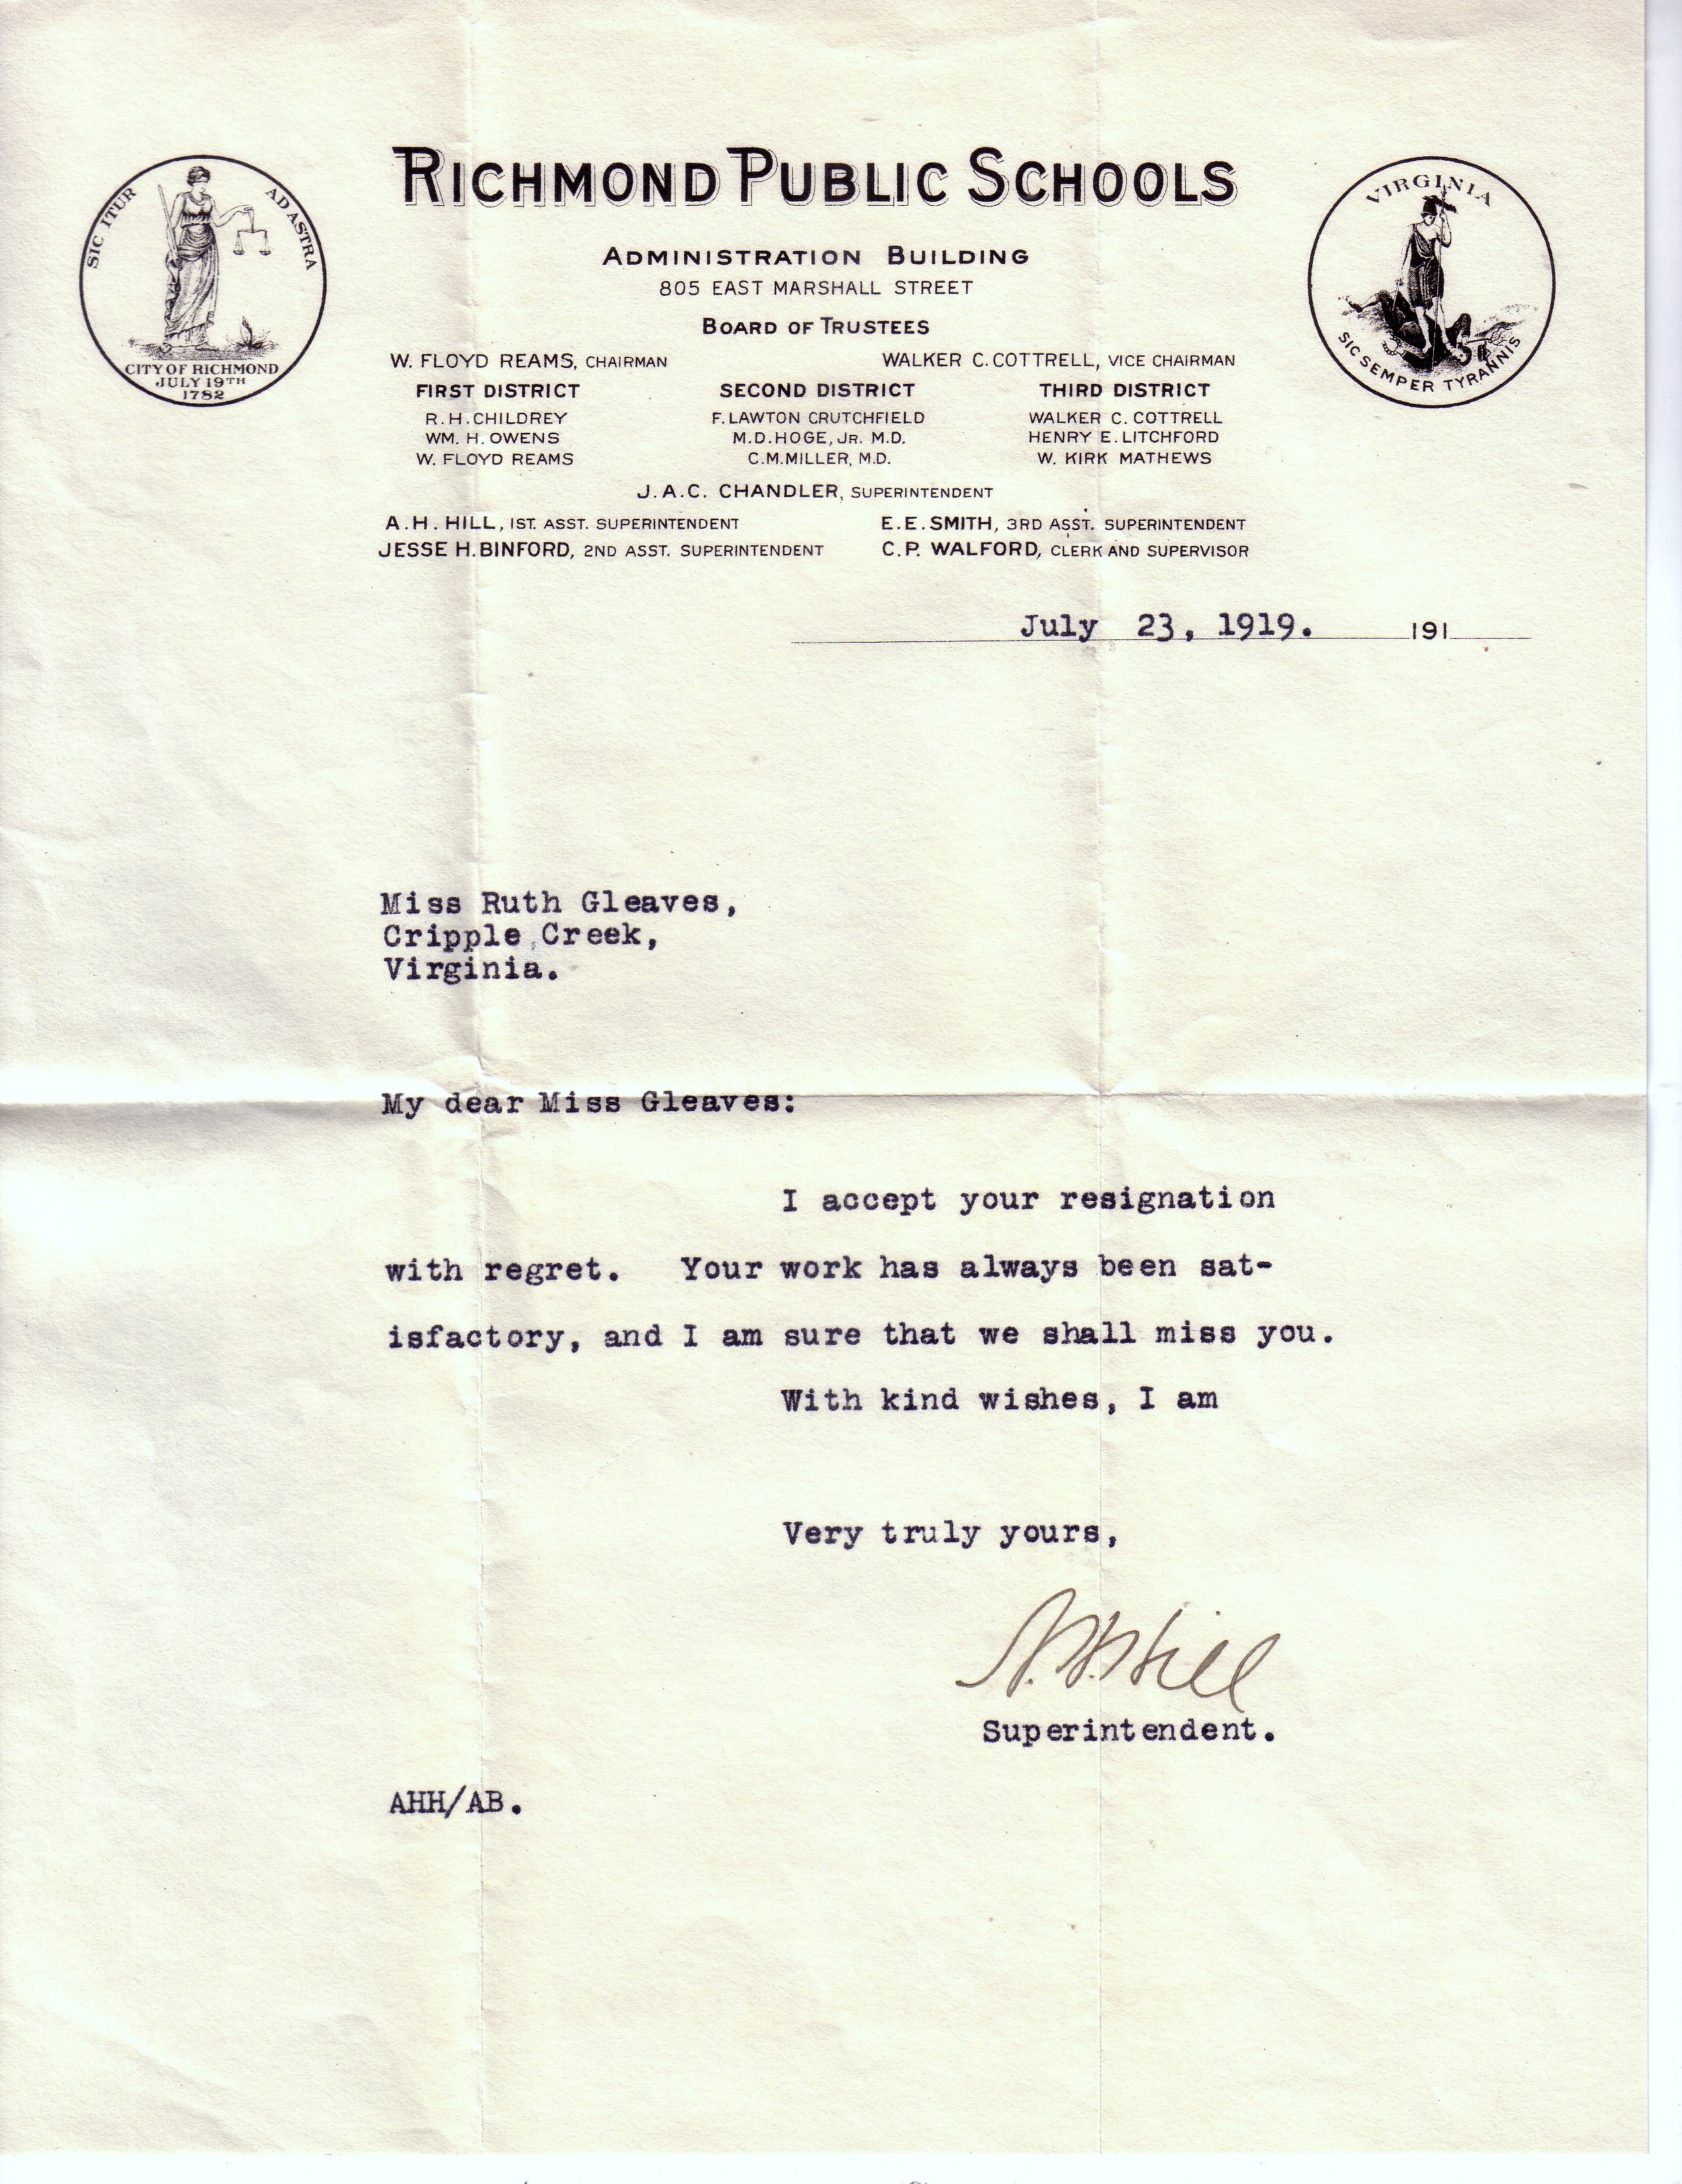 RICHMOND PUBLIC SCHOOLS
SIC ITUR AD ASTRA
CITY OF RICHMOND
JULY 19TH
1782
VIRGINIA
SIC SEMPER TYRANNIS
ADMINISTRATION BUILDING
805 EAST MARSHALL STREET
BOARD OF TRUSTEES
W. FLOYD REAMS, CHAIRMAN WALKER C. COTTRELL, VICE CHAIRMAN
FIRST DISTRICT SECOND DISTRICT THIRD DISTRICT
R. H. CHILDREY F. LAWTON CRUTCHFIELD WALKER C. COTTRELL
WM. H. OWENS M. D. HOGE, JR. M.D. HENRY E. LITCHFORD
W. FLOYD REAMS C. M. MILLER, M.D. W. KIRK MATHEWS
J. A. C. CHANDLER, SUPERINTENDENT
A. H. HILL, 1ST. ASST. SUPERINTENDENT E. E. SMITH, 3RD ASST. SUPERINTENDENT
JESSE H. BINFORD, 2ND ASST. SUPERINTENDENT C. P. WALFORD, CLERK AND SUPERVISOR
July 23, 1919. 191
Miss Ruth Gleaves,
Cripple Creek,
Virginia.
My dear Miss Gleaves:
I accept your resignation
with regret. Your work has always been sat-
isfactory, and I am sure that we shall miss you.
With kind wishes, I am
Very truly yours,
A. H. Hill
Superintendent.
AHH/AB.